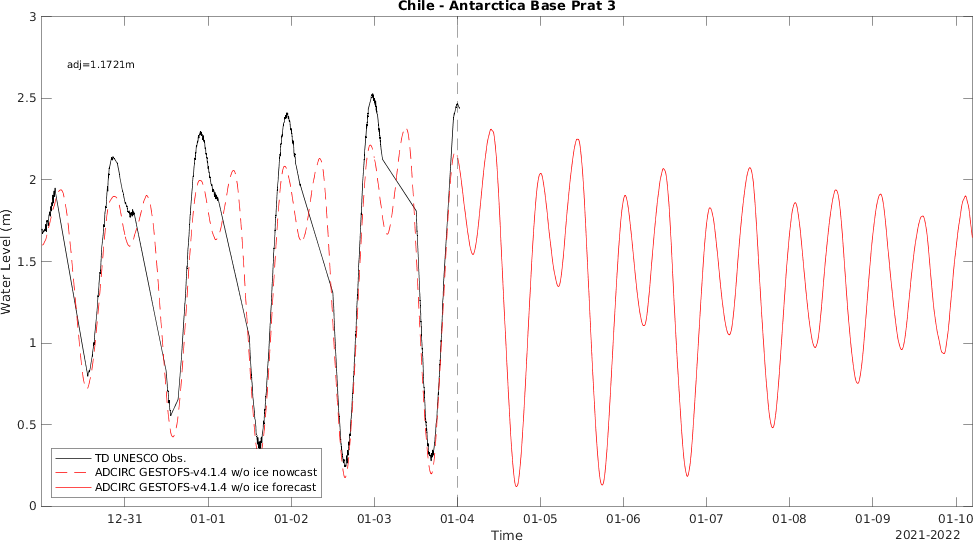 Chile - Antarctica Base Prat 3
3
adj=1.1721m
2.5
2
1.5
1
0.5
0
Water Level (m)
TD UNESCO Obs.
ADCIRC GESTOFS-v4.1.4 w/o ice nowcast
ADCIRC GESTOFS-v4.1.4 w/o ice forecast
12-31 01-01 01-02 01-03 01-04 01-05 01-06 01-07 01-08 01-09 01-10
Time
2021-2022